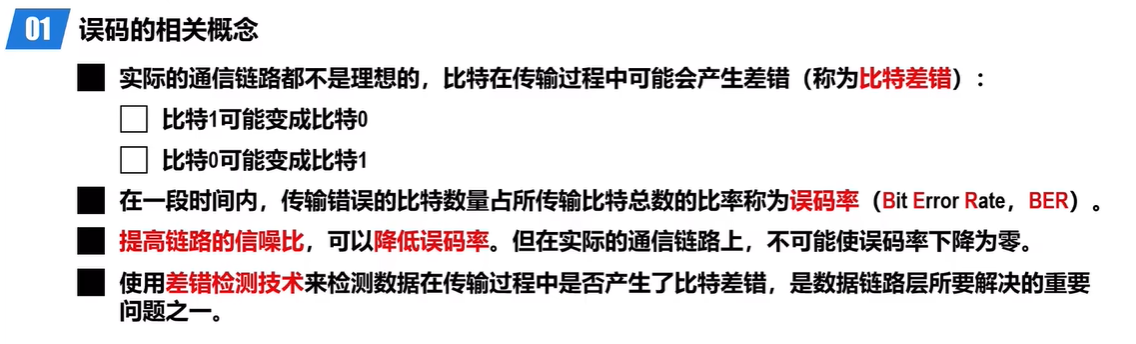 01 误码的相关概念
实际的通信链路都不是理想的，比特在传输过程中可能会产生差错（称为比特差错）：
比特1可能变成比特0
比特0可能变成比特1
在一段时间内，传输错误的比特数量占所传输比特总数的比率称为误码率（Bit Error Rate，BER）。
提高链路的信噪比，可以降低误码率。但在实际的通信链路上，不可能使误码率下降为零。
使用差错检测技术来检测数据在传输过程中是否产生了比特差错，是数据链路层所要解决的重要
问题之一。